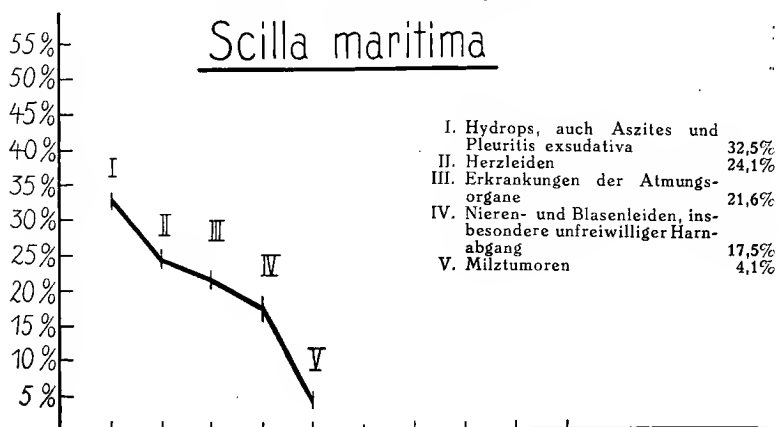 Scilla maritima
55%
50%
45%
40%
35%
30%
25%
20%
15%
10%
5%
I
II
III
IV
V
I. Hydrops, auch Aszites und
Pleuritis exsudativa 32,5%
II. Herzleiden 24,1%
III. Erkrankungen der Atmungs-
organe 21,6%
IV. Nieren- und Blasenleiden, ins-
besondere unfreiwilliger Harn-
abgang 17,5%
V. Milztumoren 4,1%